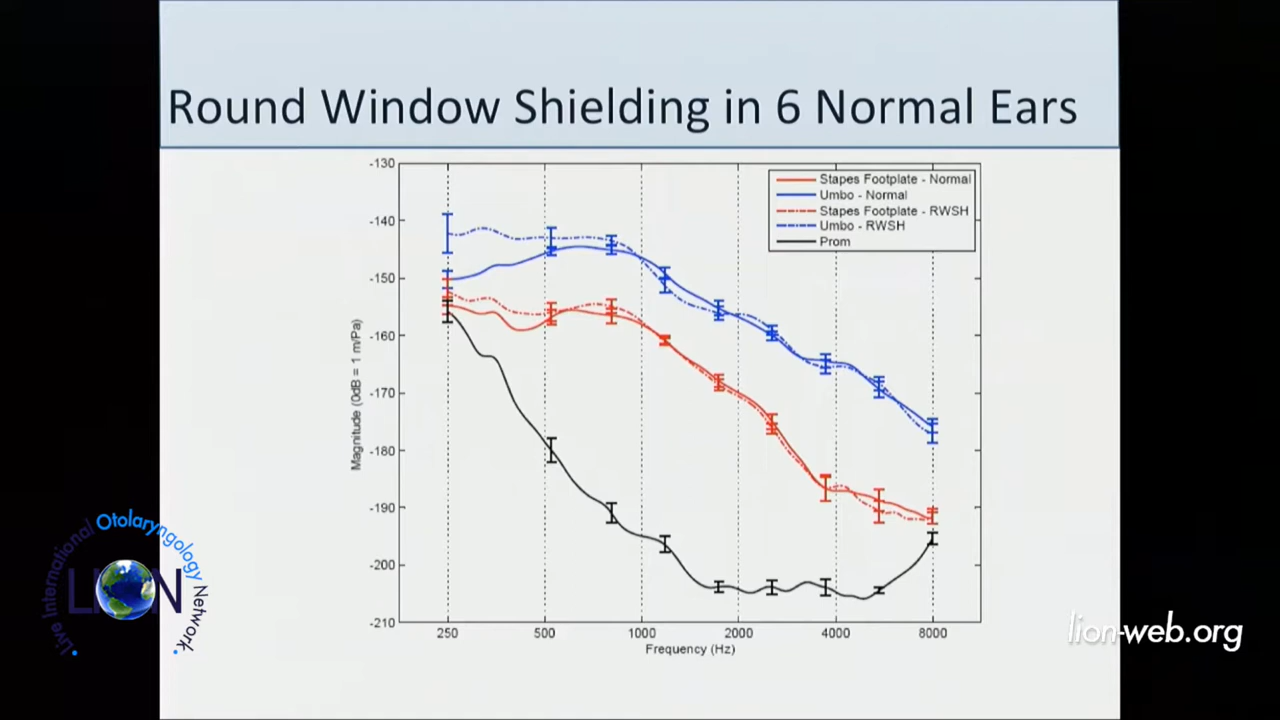 Round Window Shielding in 6 Normal Ears
-130
-140
-150
-160
-170
-180
-190
-200
-210
Magnitude (0dB = 1 m/Pa)
Stapes Footplate - Normal
Umbo - Normal
Stapes Footplate - RWSH
Umbo - RWSH
Prom
250 500 1000 2000 4000 8000
Frequency (Hz)
Live International Otolaryngology Network
LION
lion-web.org